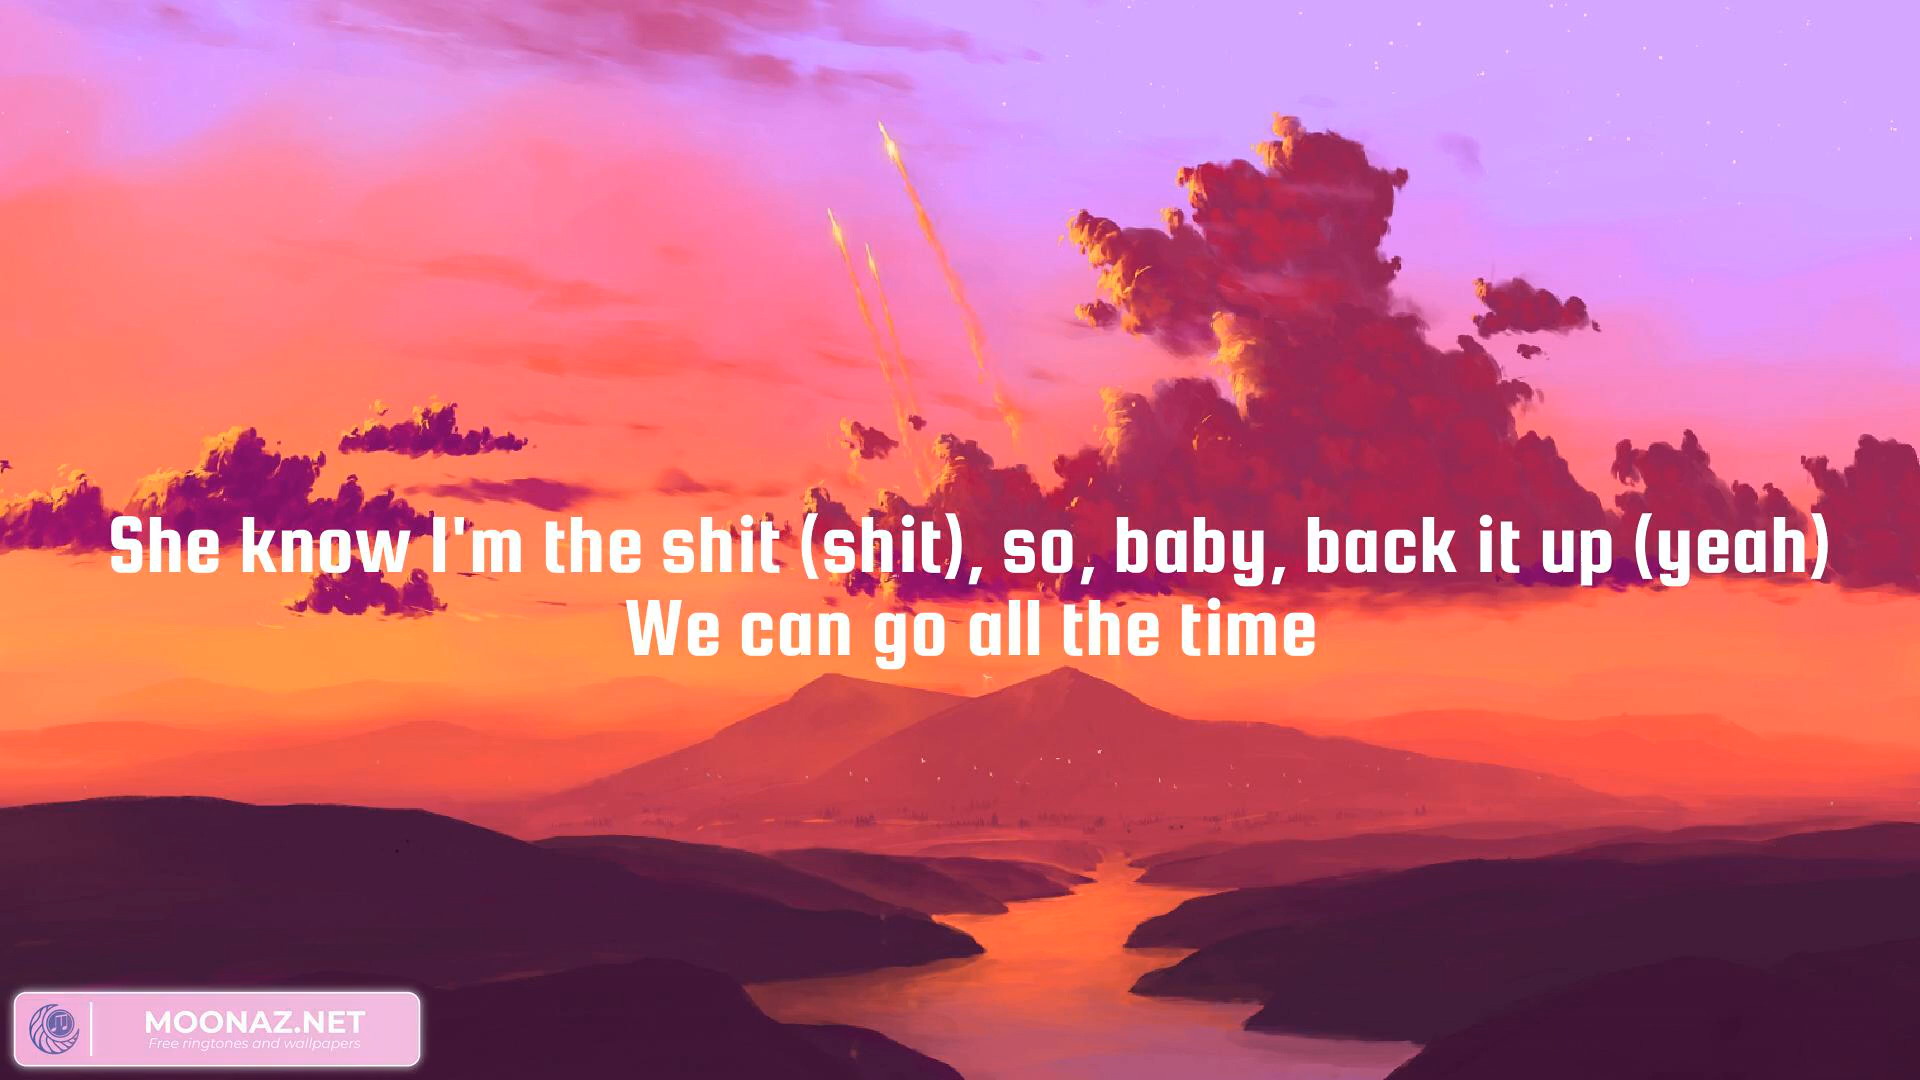 She know I'm the shit (shit), so, baby, back it up (yeah)
We can go all the time
MOONAZ.NET
Free ringtones and wallpapers